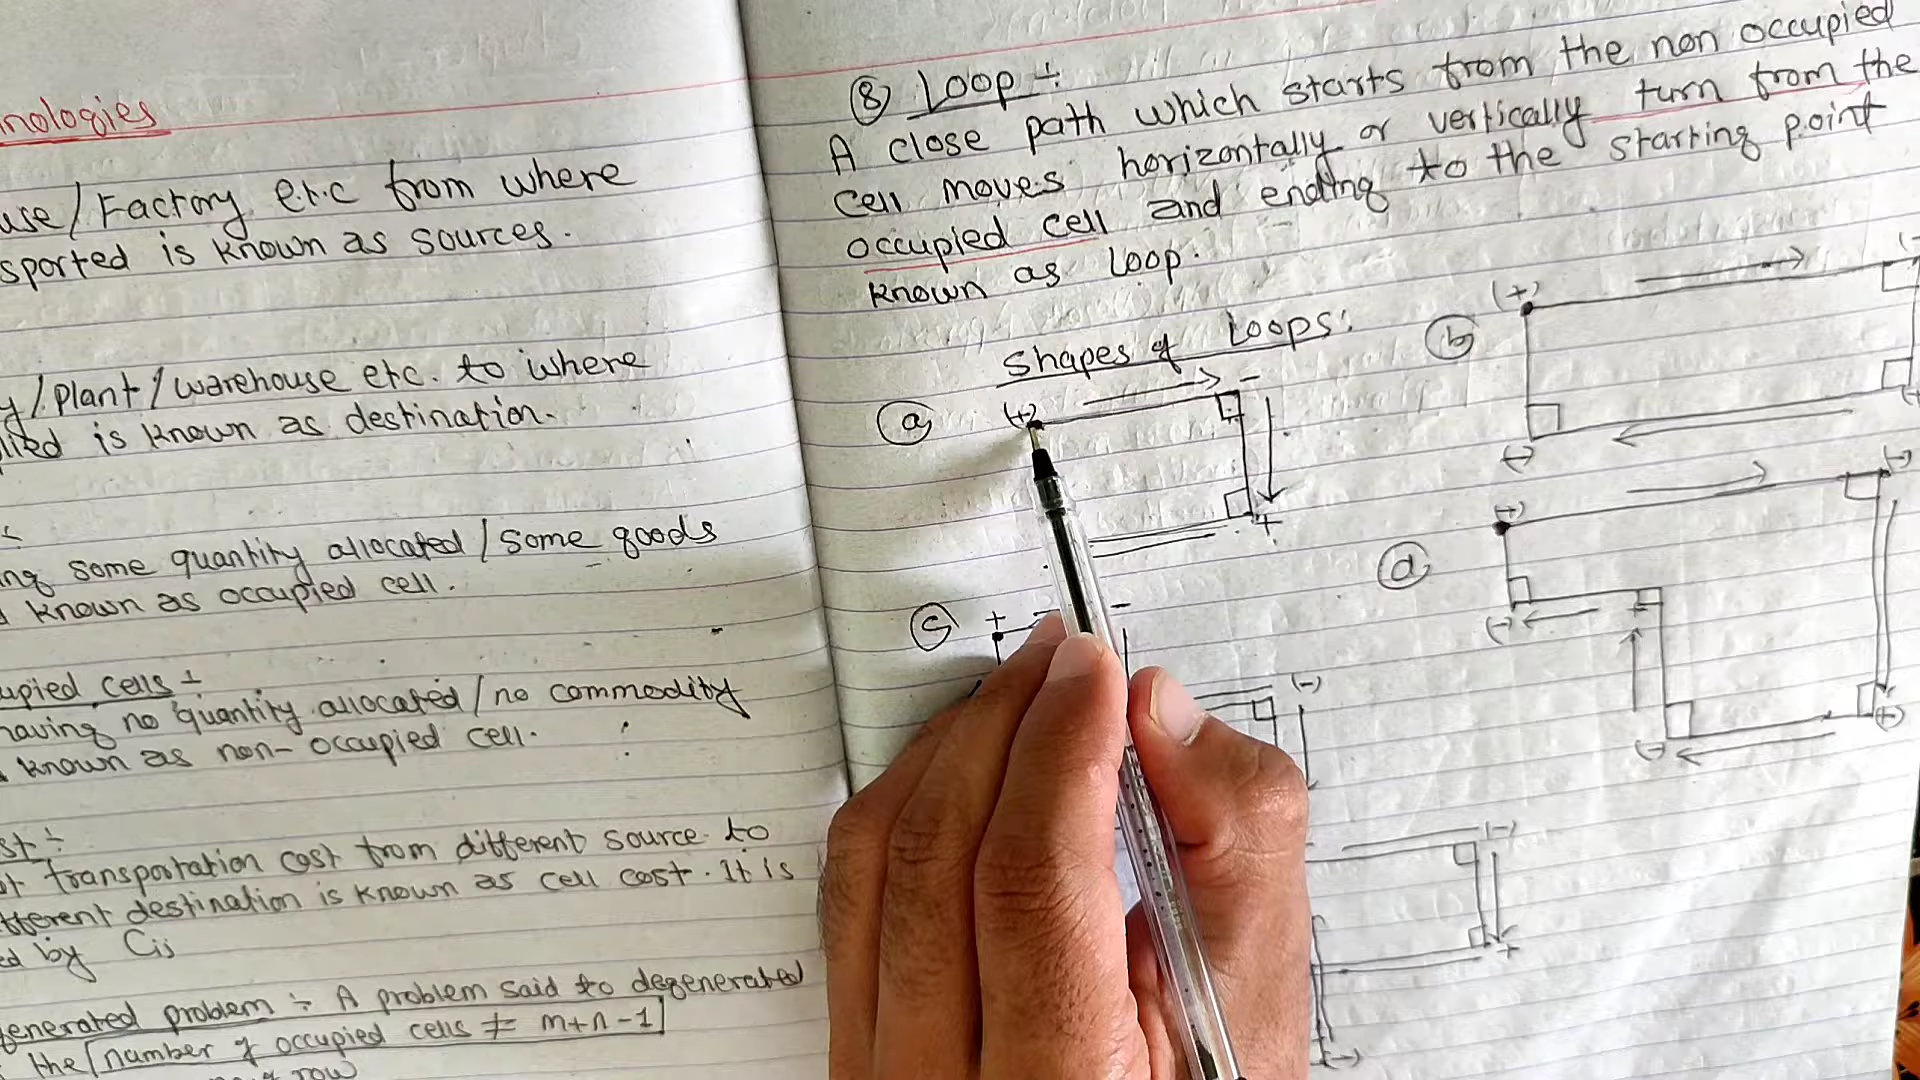 nologies
use/Factory etc from where
sported is known as sources.
y/plant/warehouse etc. to where
lied is known as destination.
ing some quantity allocated/some goods
known as occupied cell.
upied cells ÷
having no quantity allocated/no commodity
known as non-occupied cell.
st ÷
transportation cost from different source to
fferent destination is known as cell cost. It is
ed by Cij
generated problem ÷ A problem said to degenerated
the number of occupied cells ≠ m+n-1
row
⑧ Loop ÷
A close path which starts from the non occupied
cell moves horizontally or vertically turn from the
occupied cell and ending to the starting point
known as loop.
Shapes of Loops:
ⓐ (+) - +
ⓑ (+) (-) (+) (-)
ⓒ + - (-) (-) + (-)
ⓓ (+) (-) (+) (-) (-)